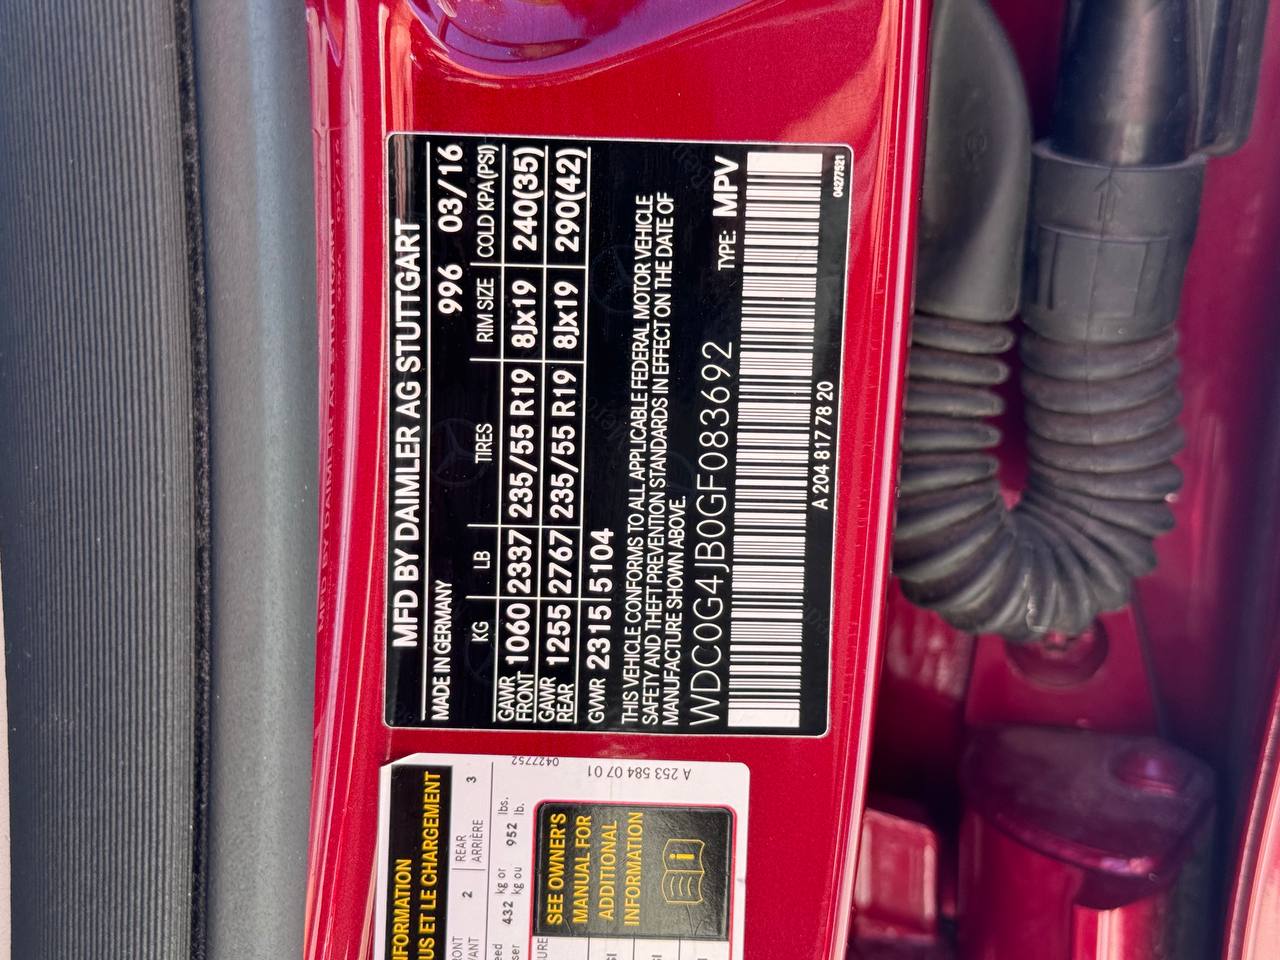 MFD BY DAIMLER AG STUTTGART
MADE IN GERMANY 996 03/16
KG LB TIRES RIM SIZE COLD KPA(PSI)
GAWR FRONT 1060 2337 235/55 R19 8Jx19 240(35)
GAWR REAR 1255 2767 235/55 R19 8Jx19 290(42)
GVWR 2315 5104
THIS VEHICLE CONFORMS TO ALL APPLICABLE FEDERAL MOTOR VEHICLE
SAFETY AND THEFT PREVENTION STANDARDS IN EFFECT ON THE DATE OF
MANUFACTURE SHOWN ABOVE.
WDC0G4JB0GF083692 TYPE: MPV
A 204 817 78 20 04277521
US ET LE CHARGEMENT
2 REAR 3
ARRIÈRE
432 kg or 952 lbs.
kg ou lb.
SEE OWNER'S
MANUAL FOR
ADDITIONAL
INFORMATION
A 253 584 07 01
0427752